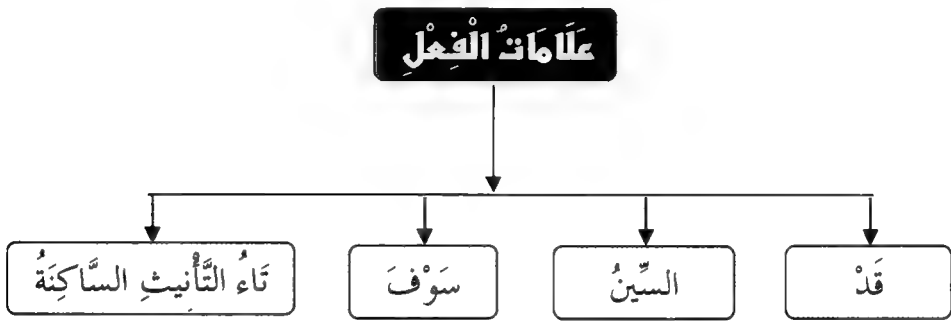 عَلَامَاتُ الْفِعْلِ
قَدْ
السِّينُ
سَوْفَ
تَاءُ التَّأْنِيثِ السَّاكِنَةُ